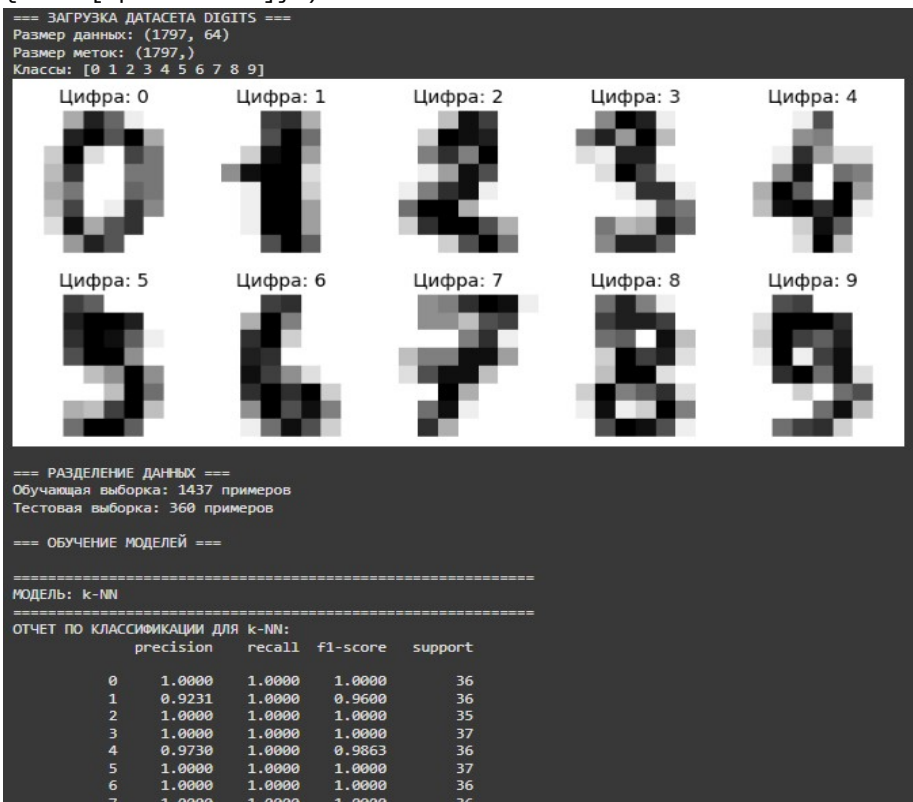 === ЗАГРУЗКА ДАТАСЕТА DIGITS ===
Размер данных: (1797, 64)
Размер меток: (1797,)
Классы: [0 1 2 3 4 5 6 7 8 9]
Цифра: 0 Цифра: 1 Цифра: 2 Цифра: 3 Цифра: 4
Цифра: 5 Цифра: 6 Цифра: 7 Цифра: 8 Цифра: 9
=== РАЗДЕЛЕНИЕ ДАННЫХ ===
Обучающая выборка: 1437 примеров
Тестовая выборка: 360 примеров
=== ОБУЧЕНИЕ МОДЕЛЕЙ ===
============================================================
МОДЕЛЬ: k-NN
============================================================
ОТЧЕТ ПО КЛАССИФИКАЦИИ ДЛЯ k-NN:
precision recall f1-score support
0 1.0000 1.0000 1.0000 36
1 0.9231 1.0000 0.9600 36
2 1.0000 1.0000 1.0000 35
3 1.0000 1.0000 1.0000 37
4 0.9730 1.0000 0.9863 36
5 1.0000 1.0000 1.0000 37
6 1.0000 1.0000 1.0000 36